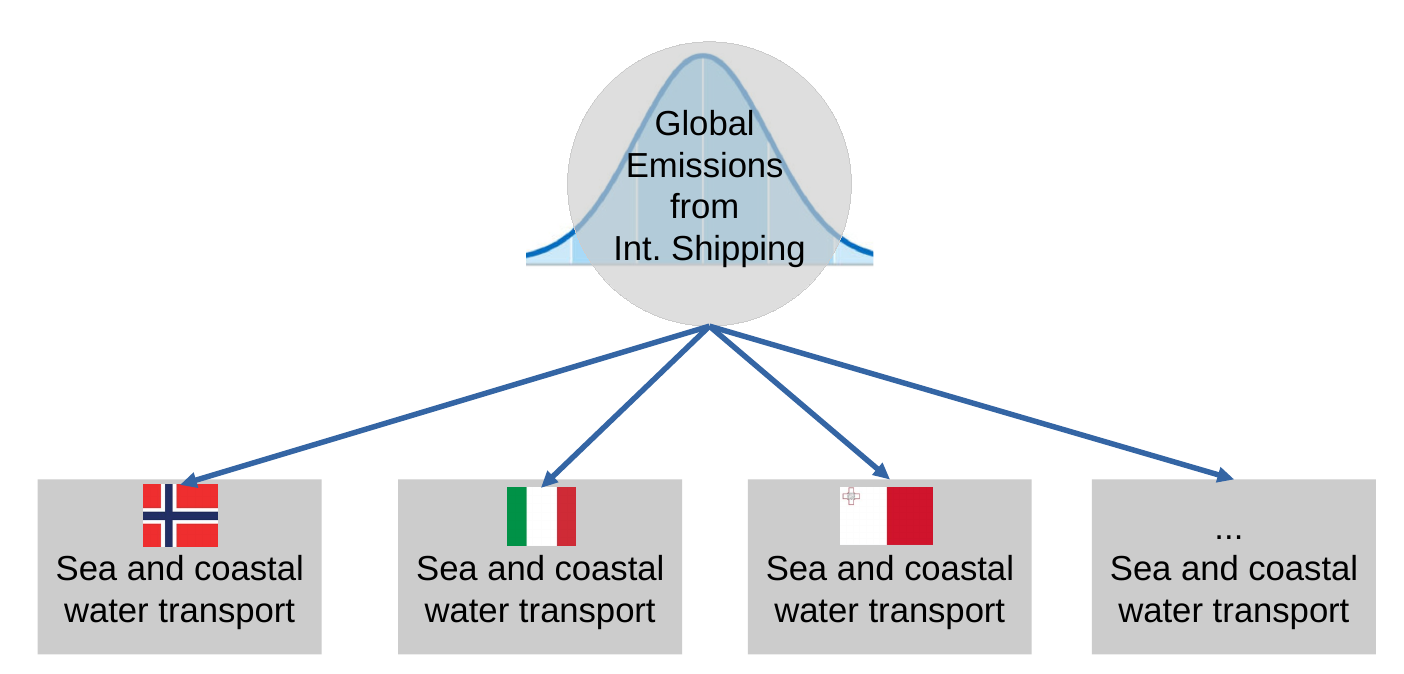 Global
Emissions
from
Int. Shipping
Sea and coastal
water transport
Sea and coastal
water transport
Sea and coastal
water transport
...
Sea and coastal
water transport